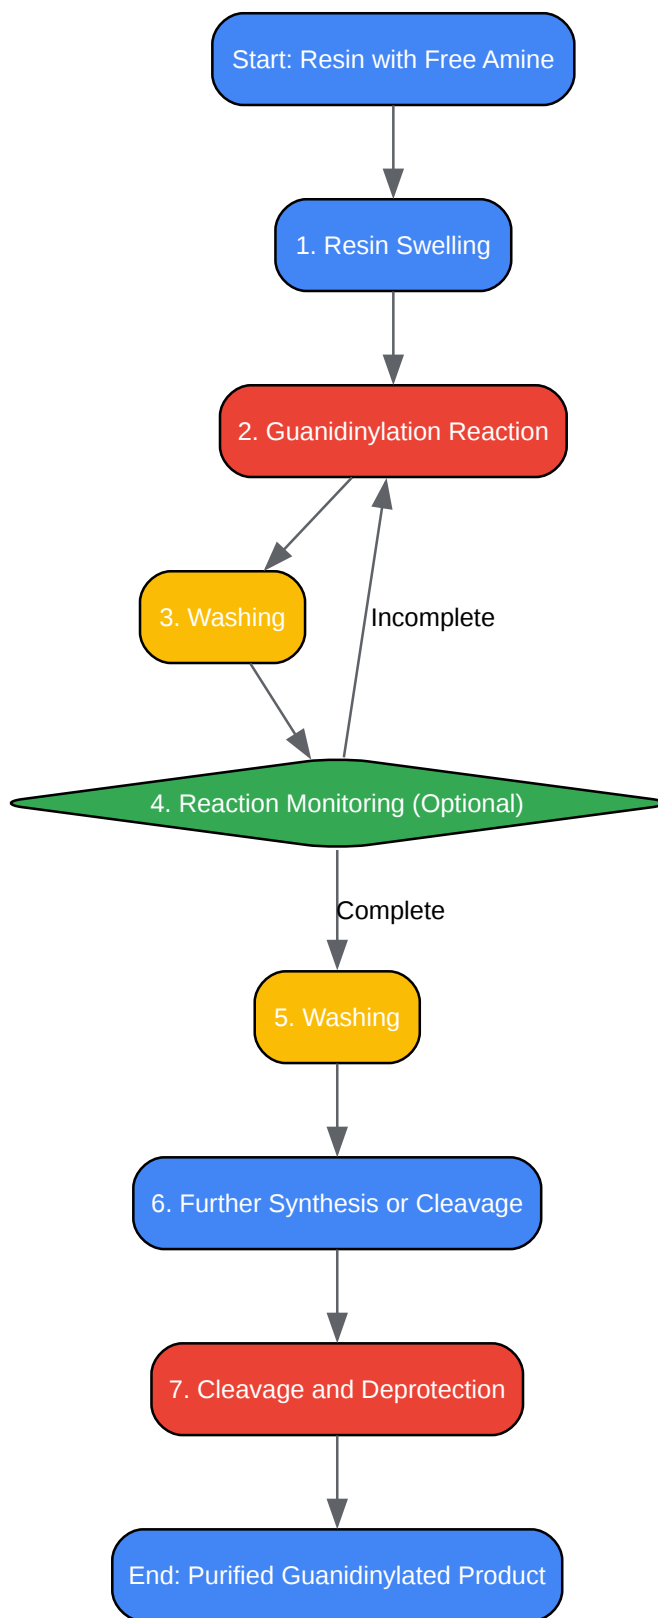 Start: Resin with Free Amine
1. Resin Swelling
2. Guanidinylation Reaction
3. Washing
Incomplete
4. Reaction Monitoring (Optional)
Complete
5. Washing
6. Further Synthesis or Cleavage
7. Cleavage and Deprotection
End: Purified Guanidinylated Product